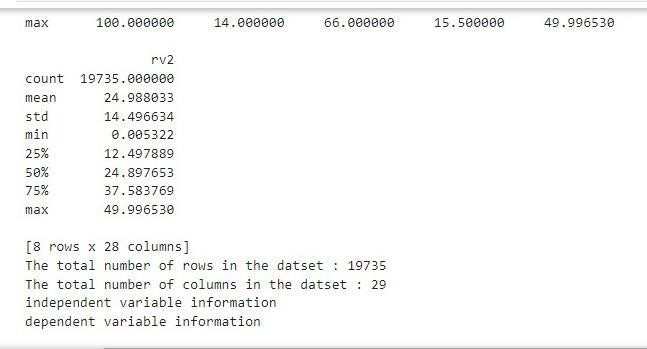 max 100.000000 14.000000 66.000000 15.500000 49.996530
rv2
count 19735.000000
mean 24.988033
std 14.496634
min 0.005322
25% 12.497889
50% 24.897653
75% 37.583769
max 49.996530
[8 rows x 28 columns]
The total number of rows in the datset : 19735
The total number of columns in the datset : 29
independent variable information
dependent variable information